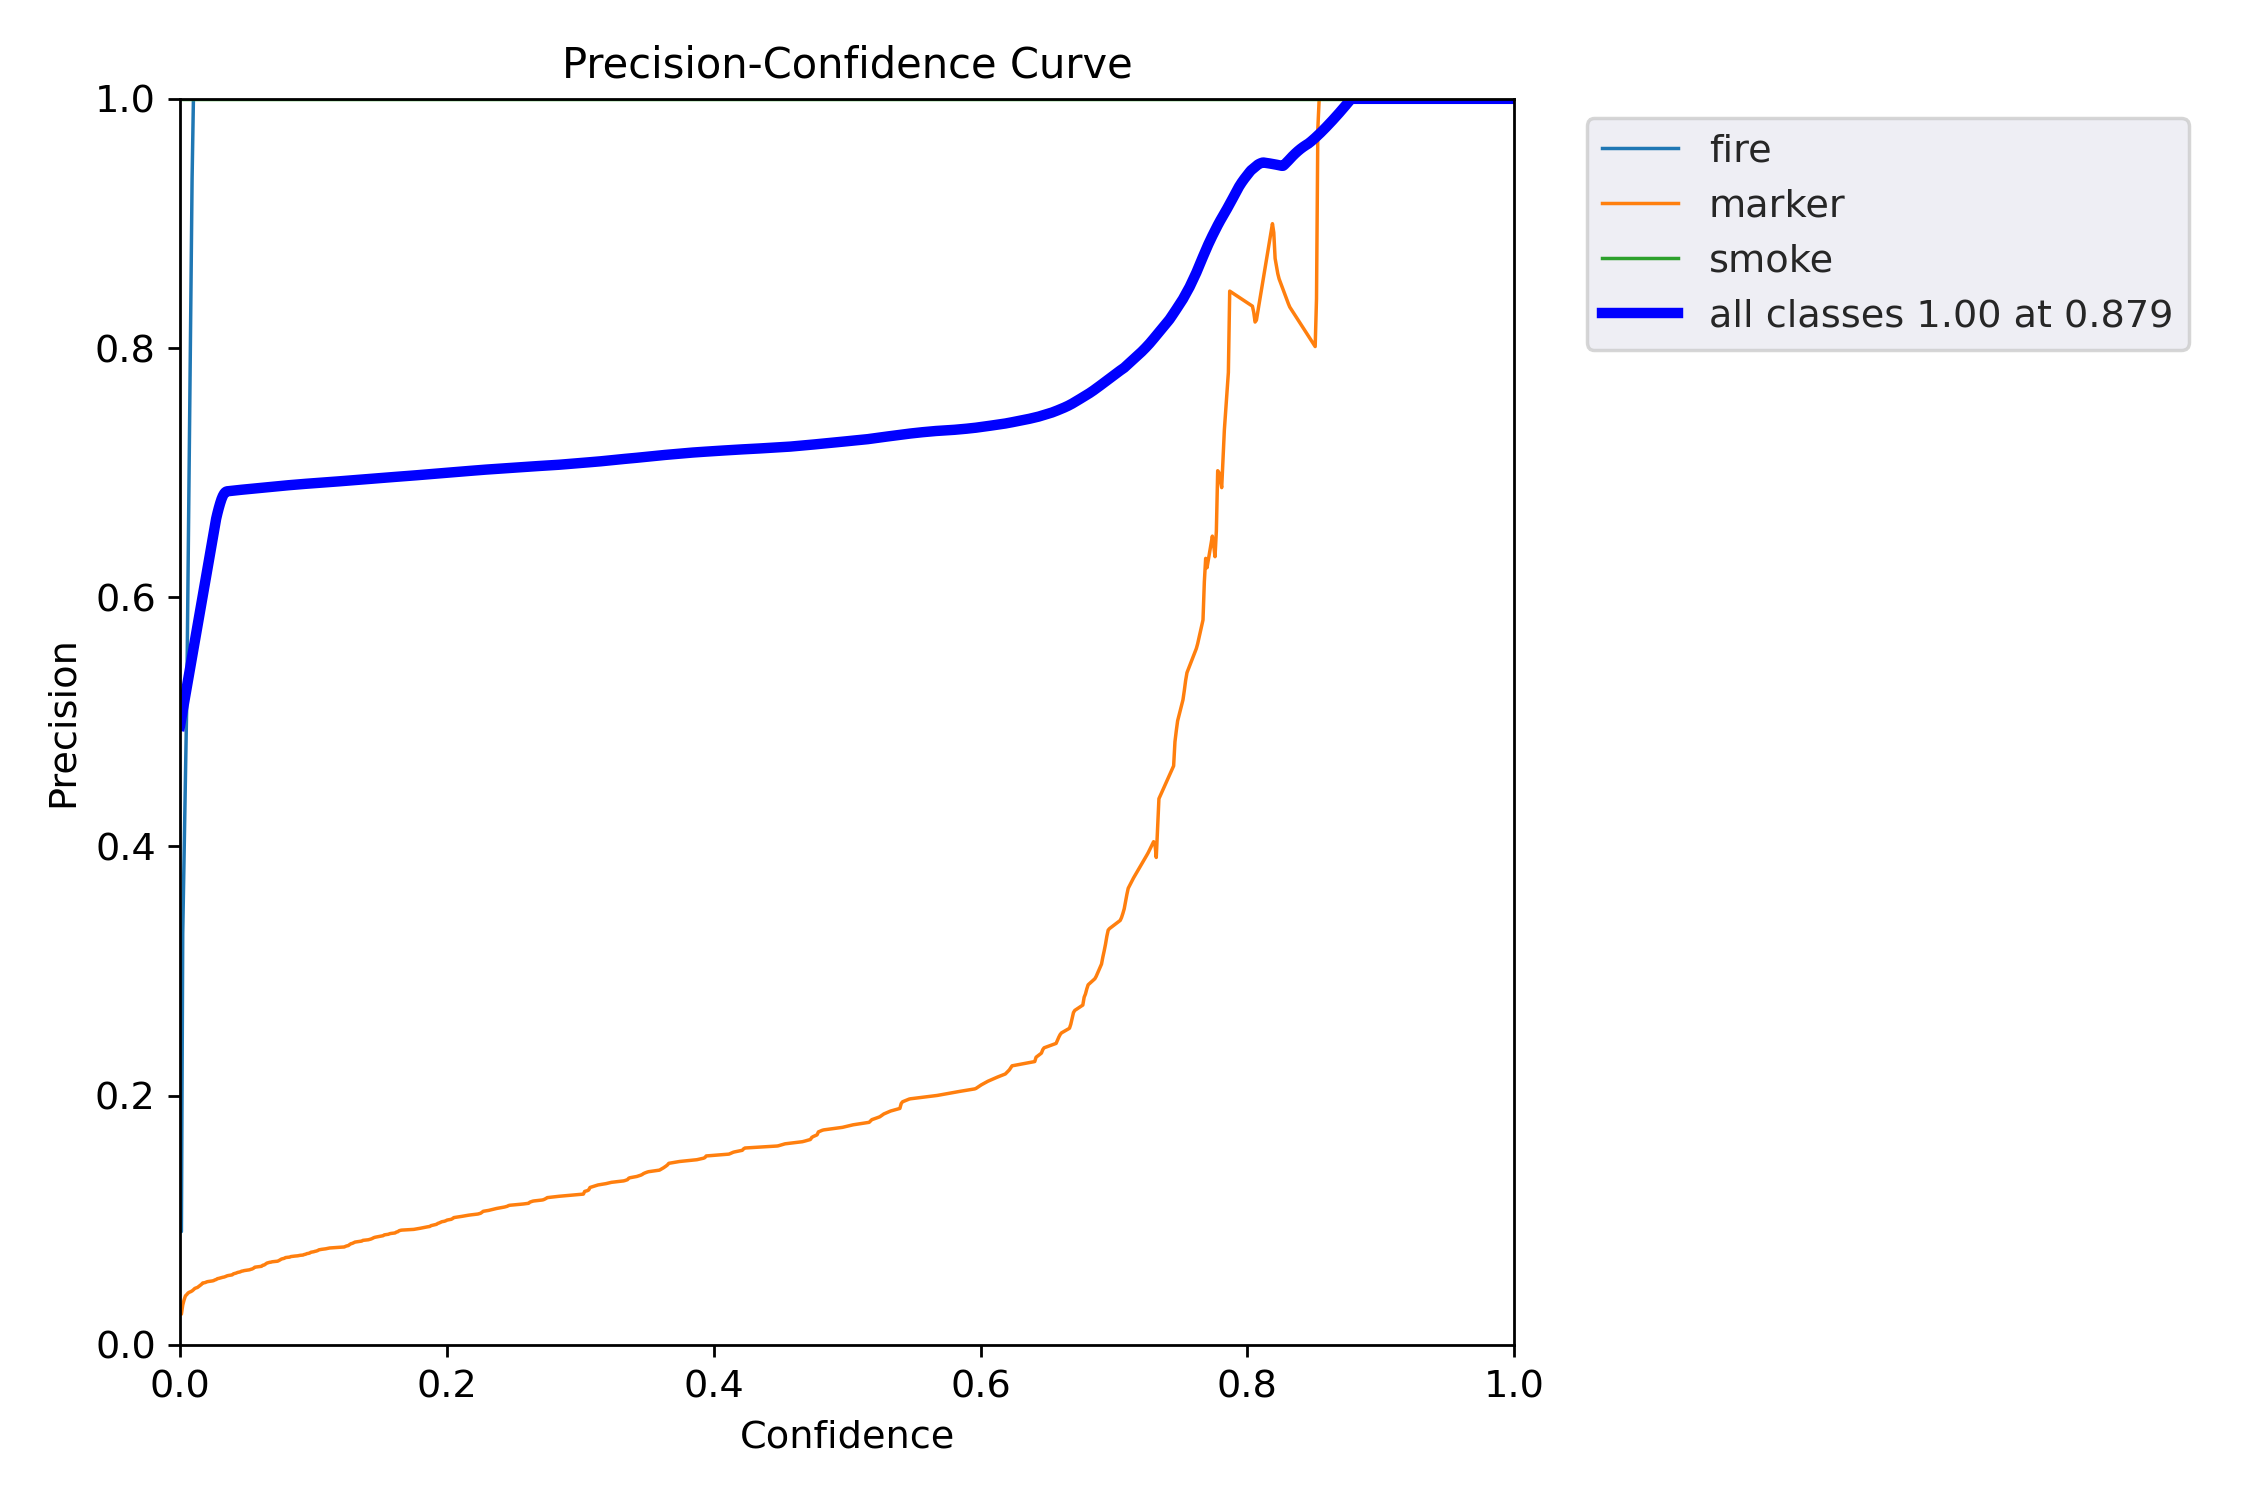 Precision-Confidence Curve
1.0
0.8
0.6
0.4
0.2
0.0
Precision
0.0 0.2 0.4 0.6 0.8 1.0
Confidence
fire
marker
smoke
all classes 1.00 at 0.879